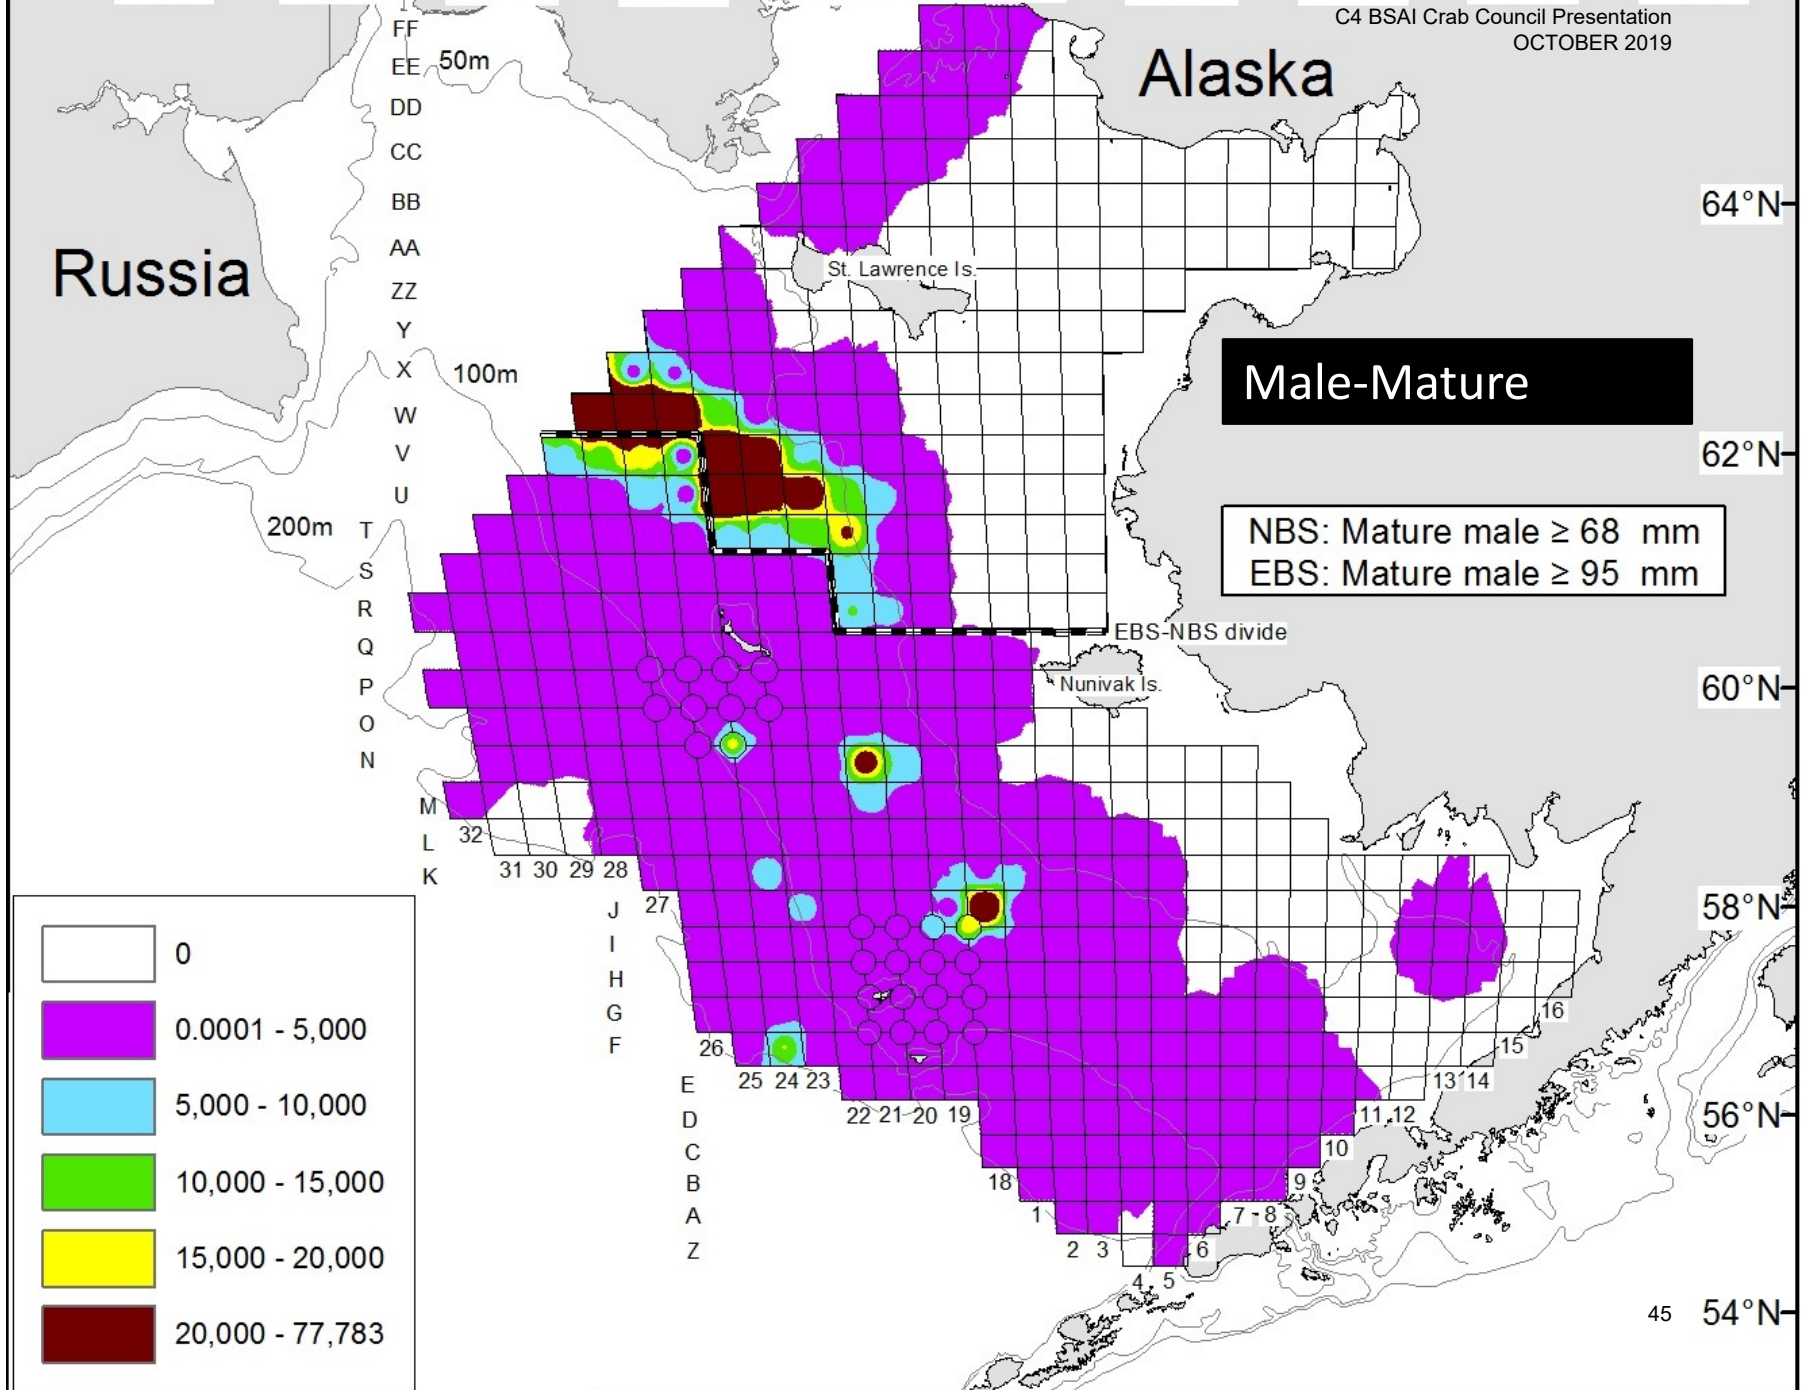 C4 BSAI Crab Council Presentation
OCTOBER 2019
Alaska
Russia
FF
EE
50m
DD
CC
BB
AA
ZZ
Y
X
100m
W
V
U
200m
T
S
R
Q
P
O
N
M
L
K
J
I
H
G
F
E
D
C
B
A
Z
64°N
62°N
60°N
58°N
56°N
54°N
St. Lawrence Is.
Male-Mature
NBS: Mature male ≥ 68 mm
EBS: Mature male ≥ 95 mm
EBS-NBS divide
Nunivak Is.
32
31 30 29 28
27
26
25 24 23
22 21 20 19
18
1
2 3
4 5
6
7 8
9
10
11 12
13 14
15
16
0
0.0001 - 5,000
5,000 - 10,000
10,000 - 15,000
15,000 - 20,000
20,000 - 77,783
45